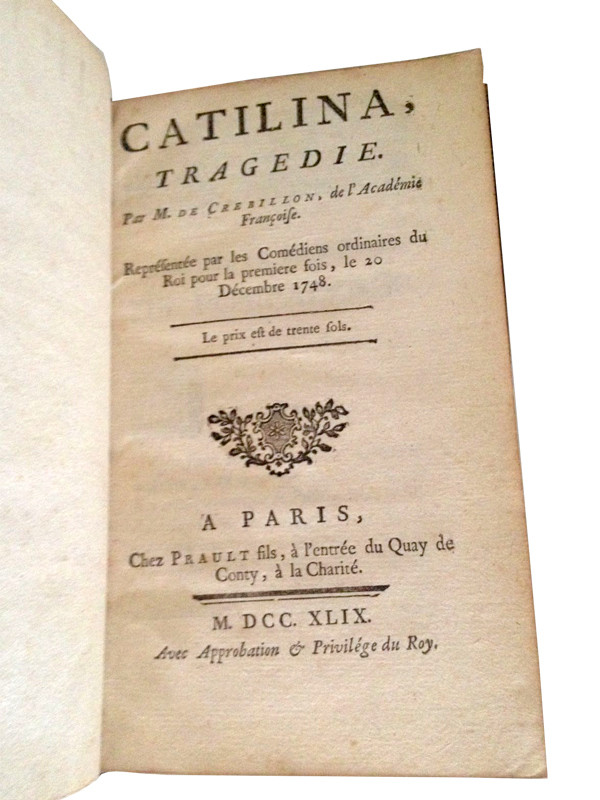 CATILINA,
TRAGEDIE.
Par M. DE CREBILLON, de l'Académie
Françoiſe.
Repréſentée par les Comédiens ordinaires du
Roi pour la premiere fois, le 20
Décembre 1748.
Le prix eſt de trente ſols.
A PARIS,
Chez PRAULT fils, à l'entrée du Quay de
Conty, à la Charité.
M. DCC. XLIX.
Avec Approbation & Privilége du Roy.